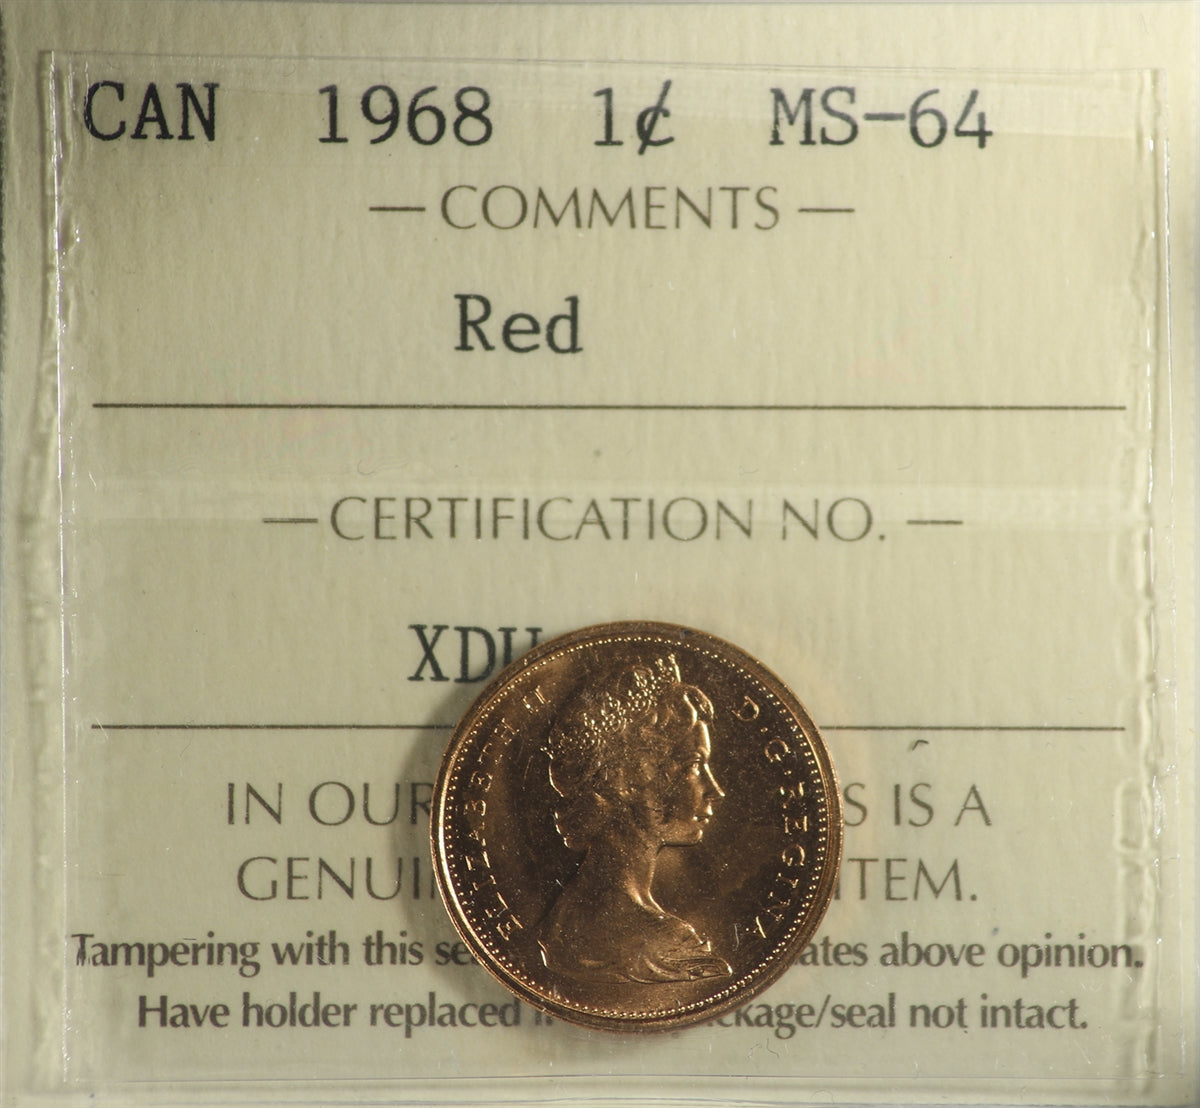 CAN 1968 1¢ MS-64
— COMMENTS —
Red
— CERTIFICATION NO. —
XDU
ELIZABETH II D·G·REGINA
IN OUR S IS A
GENUI ITEM.
Tampering with this se ates above opinion.
Have holder replaced ckage/seal not intact.